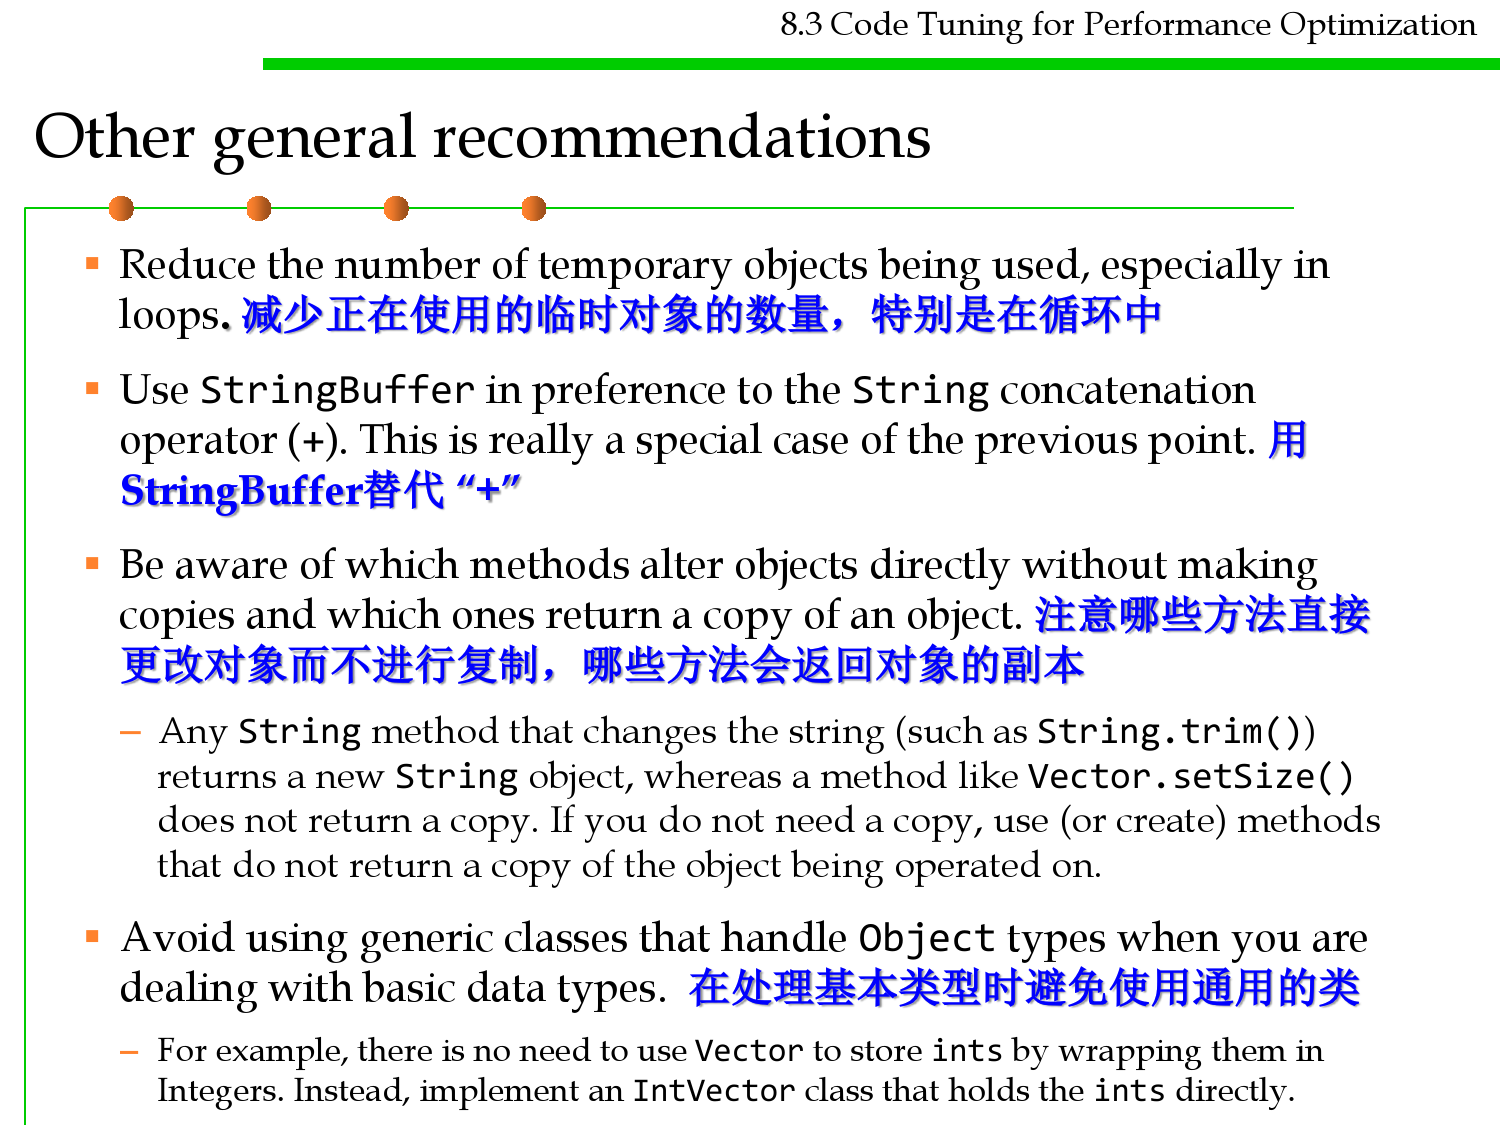 8.3 Code Tuning for Performance Optimization
Other general recommendations
▪ Reduce the number of temporary objects being used, especially in
loops. 减少正在使用的临时对象的数量，特别是在循环中
▪ Use StringBuffer in preference to the String concatenation
operator (+). This is really a special case of the previous point. 用
StringBuffer替代 “+”
▪ Be aware of which methods alter objects directly without making
copies and which ones return a copy of an object. 注意哪些方法直接
更改对象而不进行复制，哪些方法会返回对象的副本
– Any String method that changes the string (such as String.trim())
returns a new String object, whereas a method like Vector.setSize()
does not return a copy. If you do not need a copy, use (or create) methods
that do not return a copy of the object being operated on.
▪ Avoid using generic classes that handle Object types when you are
dealing with basic data types. 在处理基本类型时避免使用通用的类
– For example, there is no need to use Vector to store ints by wrapping them in
Integers. Instead, implement an IntVector class that holds the ints directly.